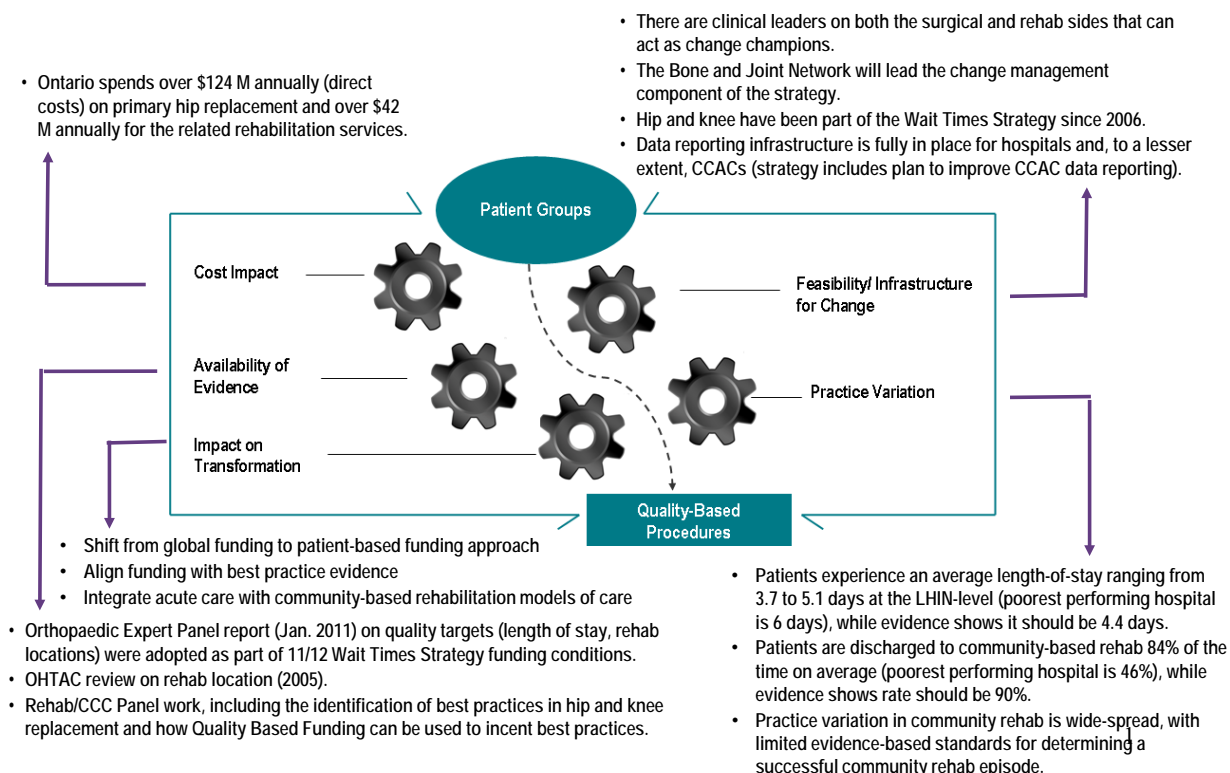 • There are clinical leaders on both the surgical and rehab sides that can
act as change champions.
• The Bone and Joint Network will lead the change management
component of the strategy.
• Hip and knee have been part of the Wait Times Strategy since 2006.
• Data reporting infrastructure is fully in place for hospitals and, to a lesser
extent, CCACs (strategy includes plan to improve CCAC data reporting).
• Ontario spends over $124 M annually (direct
costs) on primary hip replacement and over $42
M annually for the related rehabilitation services.
Patient Groups
Cost Impact
Feasibility/ Infrastructure
for Change
Availability of
Evidence
Practice Variation
Impact on
Transformation
Quality-Based
Procedures
• Shift from global funding to patient-based funding approach
• Align funding with best practice evidence
• Integrate acute care with community-based rehabilitation models of care
• Orthopaedic Expert Panel report (Jan. 2011) on quality targets (length of stay, rehab
locations) were adopted as part of 11/12 Wait Times Strategy funding conditions.
• OHTAC review on rehab location (2005).
• Rehab/CCC Panel work, including the identification of best practices in hip and knee
replacement and how Quality Based Funding can be used to incent best practices.
• Patients experience an average length-of-stay ranging from
3.7 to 5.1 days at the LHIN-level (poorest performing hospital
is 6 days), while evidence shows it should be 4.4 days.
• Patients are discharged to community-based rehab 84% of the
time on average (poorest performing hospital is 46%), while
evidence shows rate should be 90%.
• Practice variation in community rehab is wide-spread, with
limited evidence-based standards for determining a
successful community rehab episode.
1